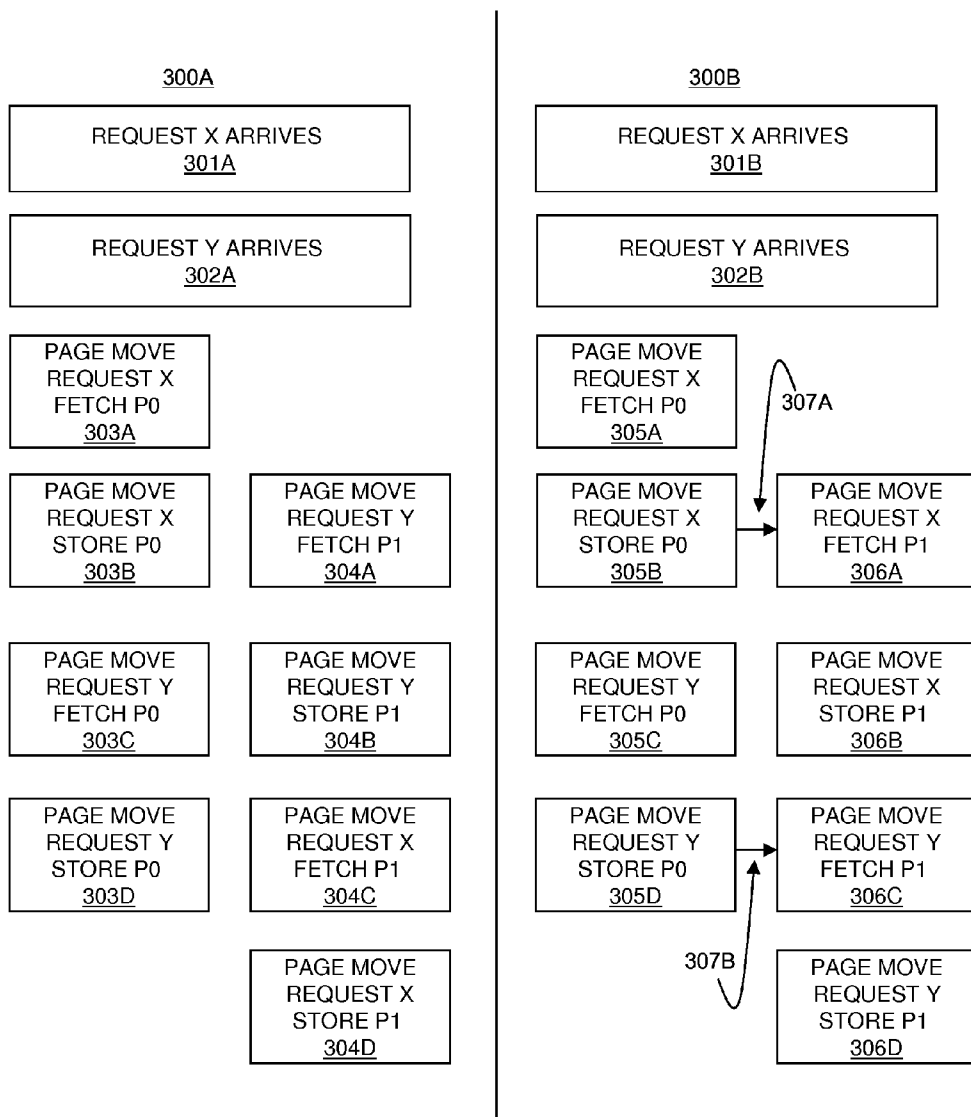 300A
REQUEST X ARRIVES
301A
REQUEST Y ARRIVES
302A
PAGE MOVE
REQUEST X
FETCH P0
303A
PAGE MOVE
REQUEST X
STORE P0
303B
PAGE MOVE
REQUEST Y
FETCH P1
304A
PAGE MOVE
REQUEST Y
FETCH P0
303C
PAGE MOVE
REQUEST Y
STORE P1
304B
PAGE MOVE
REQUEST Y
STORE P0
303D
PAGE MOVE
REQUEST X
FETCH P1
304C
PAGE MOVE
REQUEST X
STORE P1
304D
300B
REQUEST X ARRIVES
301B
REQUEST Y ARRIVES
302B
PAGE MOVE
REQUEST X
FETCH P0
305A
307A
PAGE MOVE
REQUEST X
STORE P0
305B
PAGE MOVE
REQUEST X
FETCH P1
306A
PAGE MOVE
REQUEST Y
FETCH P0
305C
PAGE MOVE
REQUEST X
STORE P1
306B
PAGE MOVE
REQUEST Y
STORE P0
305D
PAGE MOVE
REQUEST Y
FETCH P1
306C
307B
PAGE MOVE
REQUEST Y
STORE P1
306D